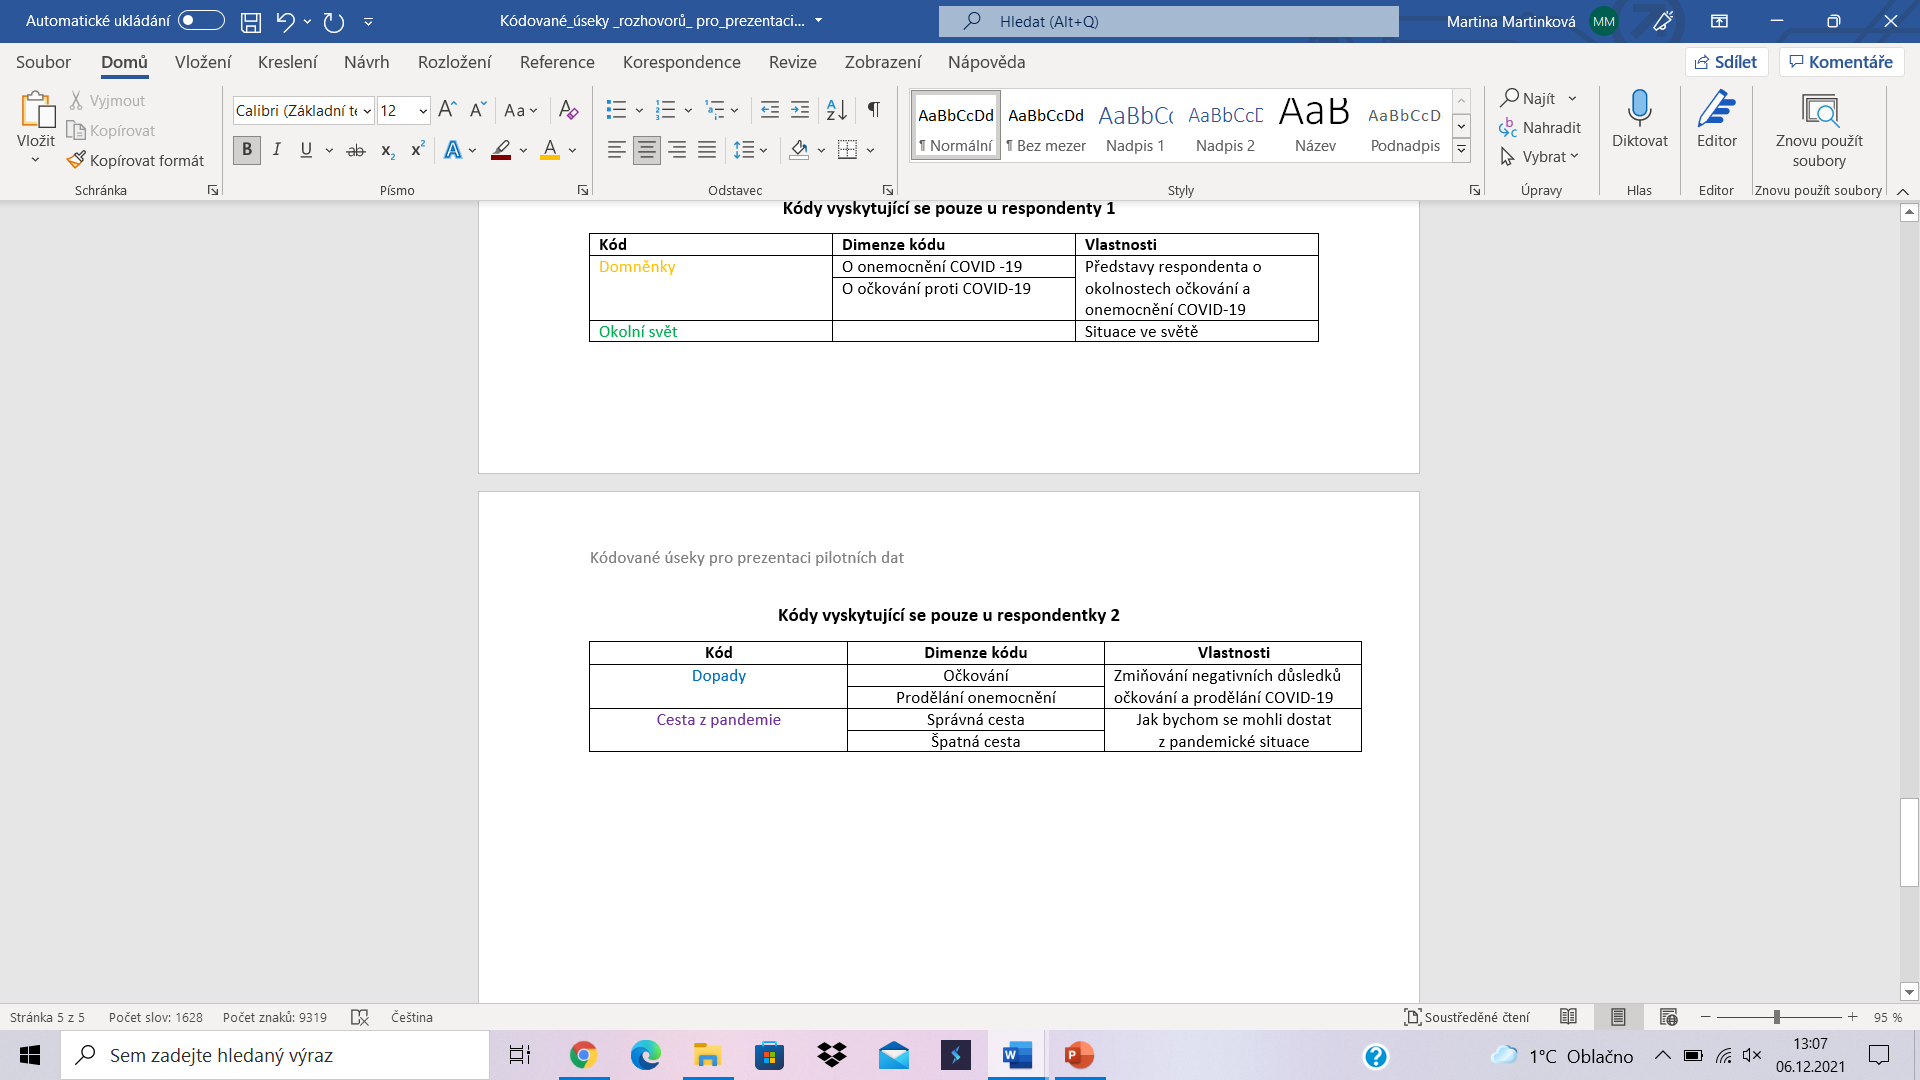 Automatické ukládání
Kódované_úseky _rozhovorů_ pro_prezentaci...
Hledat (Alt+Q)
Martina Martinková
MM
Soubor
Domů
Vložení
Kreslení
Návrh
Rozložení
Reference
Korespondence
Revize
Zobrazení
Nápověda
Sdílet
Komentáře
Vložit
Vyjmout
Kopírovat
Kopírovat formát
Schránka
Calibri (Základní te
12
Písmo
Odstavec
AaBbCcDd
¶ Normální
AaBbCcDd
¶ Bez mezer
AaBbCc
Nadpis 1
AaBbCcD
Nadpis 2
AaB
Název
AaBbCcD
Podnadpis
Styly
Najít
Nahradit
Vybrat
Úpravy
Diktovat
Hlas
Editor
Editor
Znovu použít
soubory
Znovu použít soubory
Kódy vyskytující se pouze u respondenty 1
Kód
Dimenze kódu
Vlastnosti
Domněnky
O onemocnění COVID -19
O očkování proti COVID-19
Představy respondenta o
okolnostech očkování a
onemocnění COVID-19
Okolní svět
Situace ve světě
Kódované úseky pro prezentaci pilotních dat
Kódy vyskytující se pouze u respondentky 2
Kód
Dimenze kódu
Vlastnosti
Dopady
Očkování
Prodělání onemocnění
Zmiňování negativních důsledků
očkování a prodělání COVID-19
Cesta z pandemie
Správná cesta
Špatná cesta
Jak bychom se mohli dostat
z pandemické situace
Stránka 5 z 5
Počet slov: 1628
Počet znaků: 9319
Čeština
Soustředěné čtení
95 %
Sem zadejte hledaný výraz
1°C Oblačno
13:07
06.12.2021